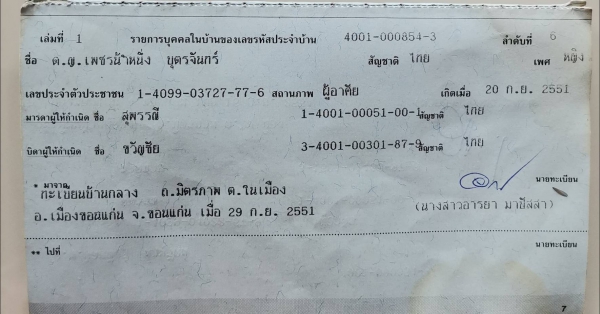 เล่มที่ 1 รายการบุคคลในบ้านของเลขรหัสประจำบ้าน 4001-000854-3 ลำดับที่ 6
ชื่อ ด.ญ.เพชรน้ำหนึ่ง บุตรจันทร์ สัญชาติ ไทย เพศ หญิง
เลขประจำตัวประชาชน 1-4099-03727-77-6 สถานภาพ ผู้อาศัย เกิดเมื่อ 20 ก.ย. 2551
มารดาผู้ให้กำเนิด ชื่อ สุพรรณี 1-4001-00051-00-1 สัญชาติ ไทย
บิดาผู้ให้กำเนิด ชื่อ ขวัญชัย 3-4001-00301-87-9 สัญชาติ ไทย
* มาจาก นายทะเบียน
ทะเบียนบ้านกลาง ถ.มิตรภาพ ต.ในเมือง
อ.เมืองขอนแก่น จ.ขอนแก่น เมื่อ 29 ก.ย. 2551 (นางสาวอารยา
** ไปที่ นายทะเบียน
7